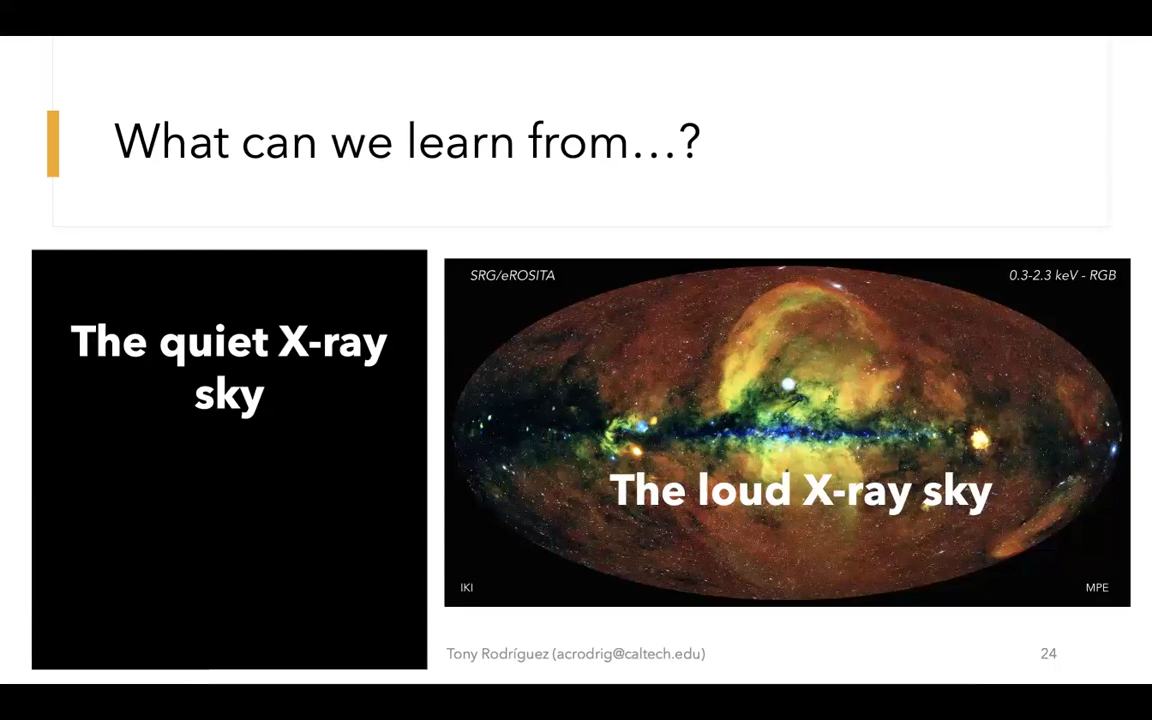 What can we learn from...?
The quiet X-ray
sky
SRG/eROSITA
0.3-2.3 keV - RGB
The loud X-ray sky
IKI
MPE
Tony Rodríguez (acrodrig@caltech.edu)
24